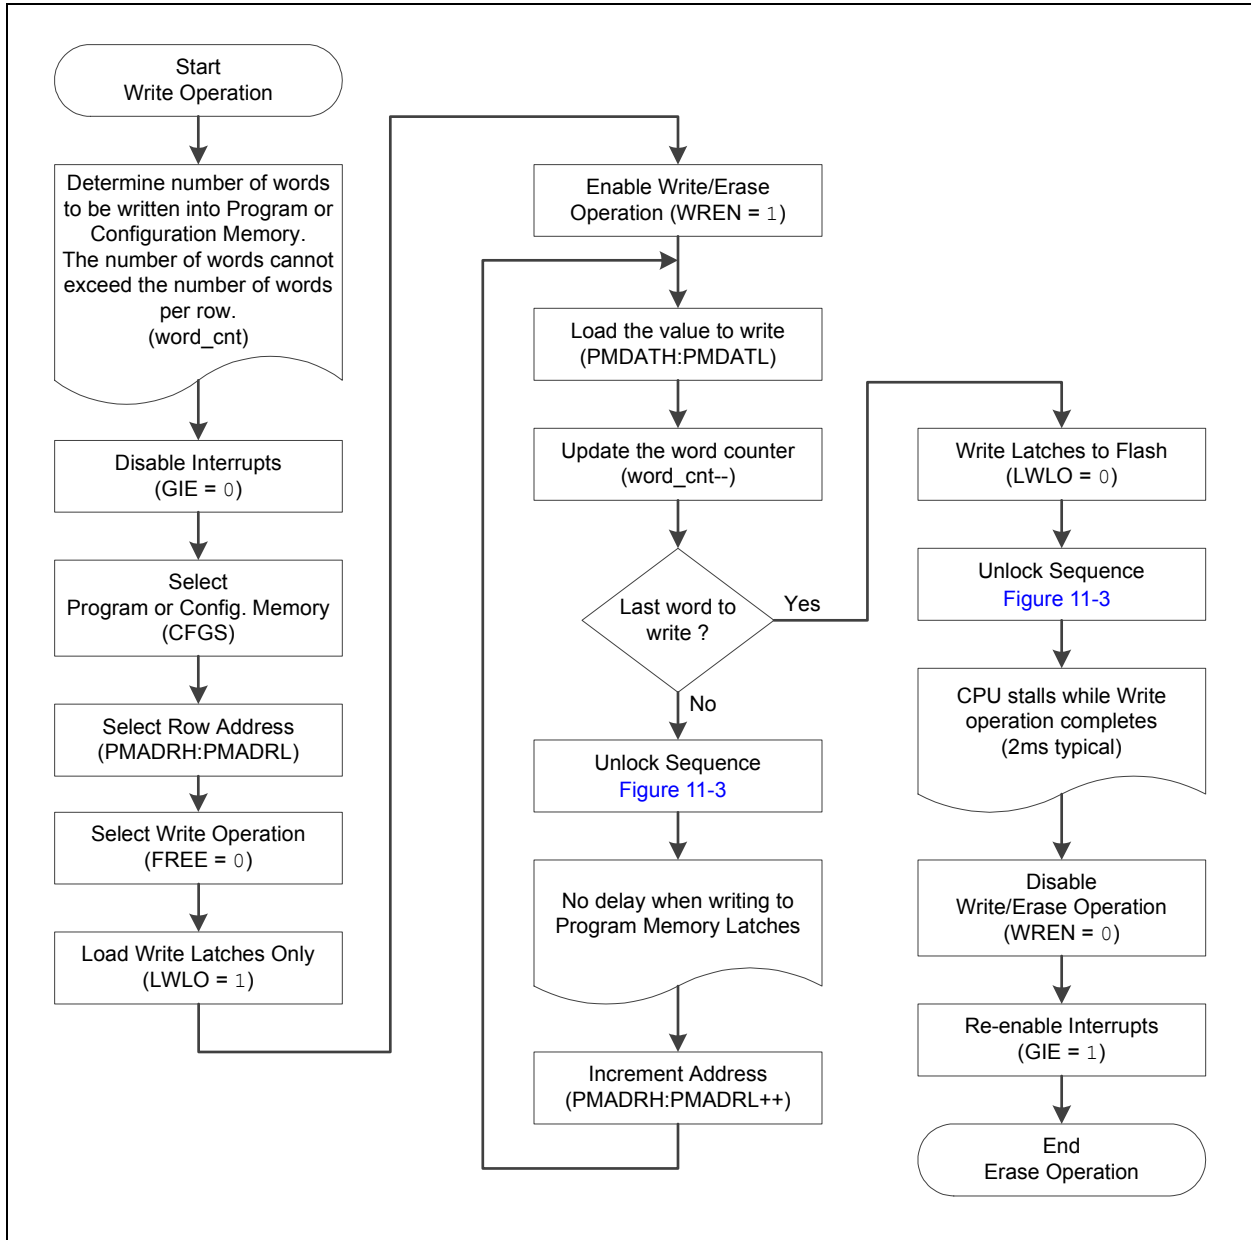 Start
Write Operation
Determine number of words
to be written into Program or
Configuration Memory.
The number of words cannot
exceed the number of words
per row.
(word_cnt)
Disable Interrupts
(GIE = 0)
Select
Program or Config. Memory
(CFGS)
Select Row Address
(PMADRH:PMADRL)
Select Write Operation
(FREE = 0)
Load Write Latches Only
(LWLO = 1)
Enable Write/Erase
Operation (WREN = 1)
Load the value to write
(PMDATH:PMDATL)
Update the word counter
(word_cnt--)
Last word to
write ?
Yes
No
Unlock Sequence
Figure 11-3
No delay when writing to
Program Memory Latches
Increment Address
(PMADRH:PMADRL++)
Write Latches to Flash
(LWLO = 0)
Unlock Sequence
Figure 11-3
CPU stalls while Write
operation completes
(2ms typical)
Disable
Write/Erase Operation
(WREN = 0)
Re-enable Interrupts
(GIE = 1)
End
Erase Operation